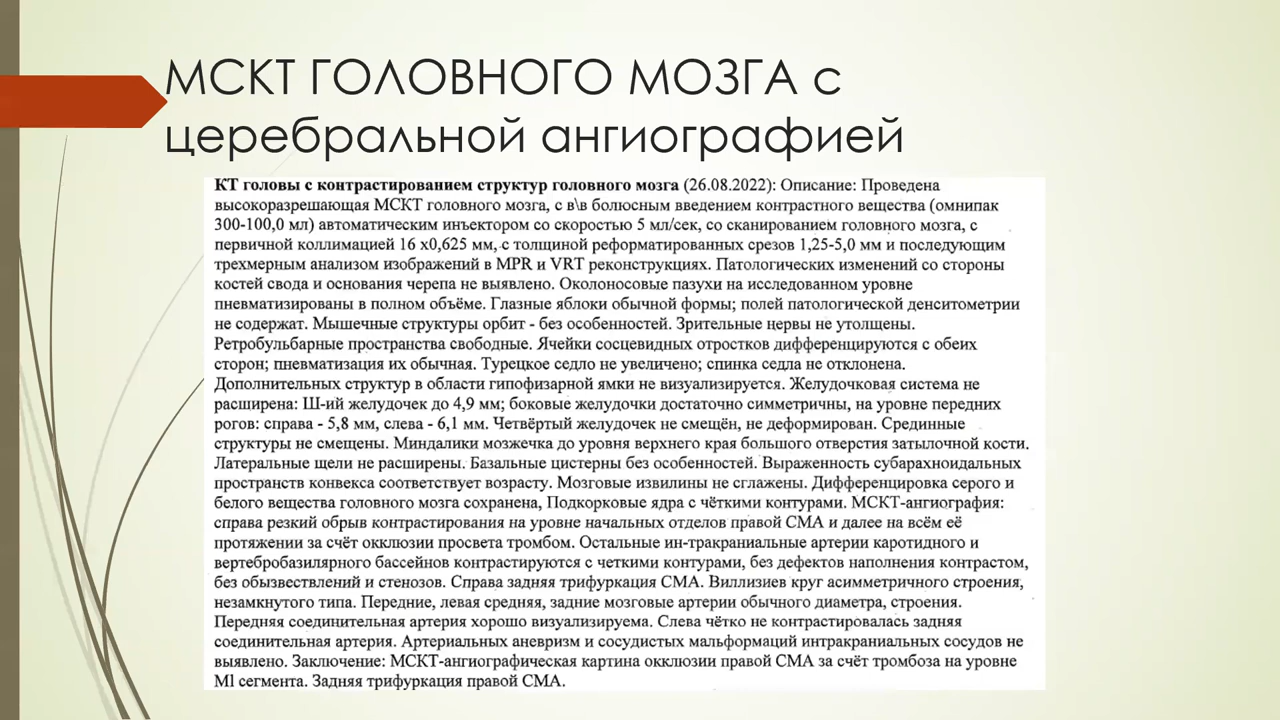 МСКТ ГОЛОВНОГО МОЗГА с
церебральной ангиографией
КТ головы с контрастированием структур головного мозга (26.08.2022): Описание: Проведена
высокоразрешающая МСКТ головного мозга, с в\в болюсным введением контрастного вещества (омнипак
300-100,0 мл) автоматическим инъектором со скоростью 5 мл/сек, со сканированием головного мозга, с
первичной коллимацией 16 х0,625 мм, с толщиной реформатированных срезов 1,25-5,0 мм и последующим
трехмерным анализом изображений в MPR и VRT реконструкциях. Патологических изменений со стороны
костей свода и основания черепа не выявлено. Околоносовые пазухи на исследованном уровне
пневматизированы в полном объёме. Глазные яблоки обычной формы; полей патологической денситометрии
не содержат. Мышечные структуры орбит - без особенностей. Зрительные нервы не утолщены.
Ретробульбарные пространства свободные. Ячейки сосцевидных отростков дифференцируются с обеих
сторон; пневматизация их обычная. Турецкое седло не увеличено; спинка седла не отклонена.
Дополнительных структур в области гипофизарной ямки не визуализируется. Желудочковая система не
расширена: Ш-ий желудочек до 4,9 мм; боковые желудочки достаточно симметричны, на уровне передних
рогов: справа - 5,8 мм, слева - 6,1 мм. Четвёртый желудочек не смещён, не деформирован. Срединные
структуры не смещены. Миндалики мозжечка до уровня верхнего края большого отверстия затылочной кости.
Латеральные щели не расширены. Базальные цистерны без особенностей. Выраженность субарахноидальных
пространств конвекса соответствует возрасту. Мозговые извилины не сглажены. Дифференцировка серого и
белого вещества головного мозга сохранена, Подкорковые ядра с чёткими контурами. МСКТ-ангиография:
справа резкий обрыв контрастирования на уровне начальных отделов правой СМА и далее на всём её
протяжении за счёт окклюзии просвета тромбом. Остальные ин-тракраниальные артерии каротидного и
вертебробазилярного бассейнов контрастируются с четкими контурами, без дефектов наполнения контрастом,
без обызвествлений и стенозов. Справа задняя трифуркация СМА. Виллизиев круг асимметричного строения,
незамкнутого типа. Передние, левая средняя, задние мозговые артерии обычного диаметра, строения.
Передняя соединительная артерия хорошо визуализируема. Слева чётко не контрастировалась задняя
соединительная артерия. Артериальных аневризм и сосудистых мальформаций интракраниальных сосудов не
выявлено. Заключение: МСКТ-ангиографическая картина окклюзии правой СМА за счёт тромбоза на уровне
М1 сегмента. Задняя трифуркация правой СМА.